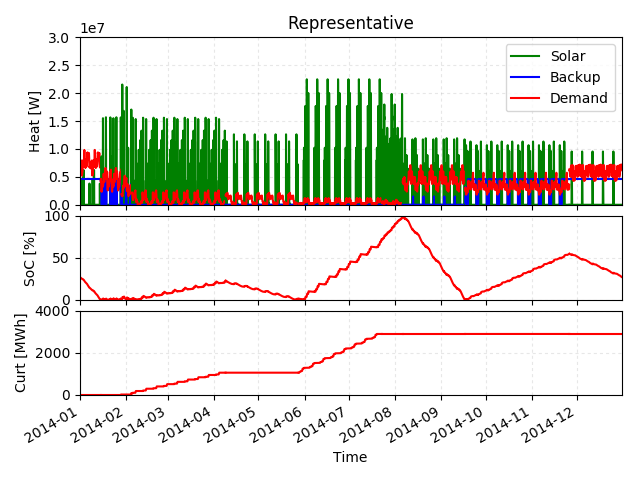 Representative
1e7
3.0
2.5
2.0
1.5
1.0
0.5
0.0
Heat [W]
Solar
Backup
Demand
100
50
0
SoC [%]
4000
2000
0
Curt [MWh]
2014-01
2014-02
2014-03
2014-04
2014-05
2014-06
2014-07
2014-08
2014-09
2014-10
2014-11
2014-12
Time